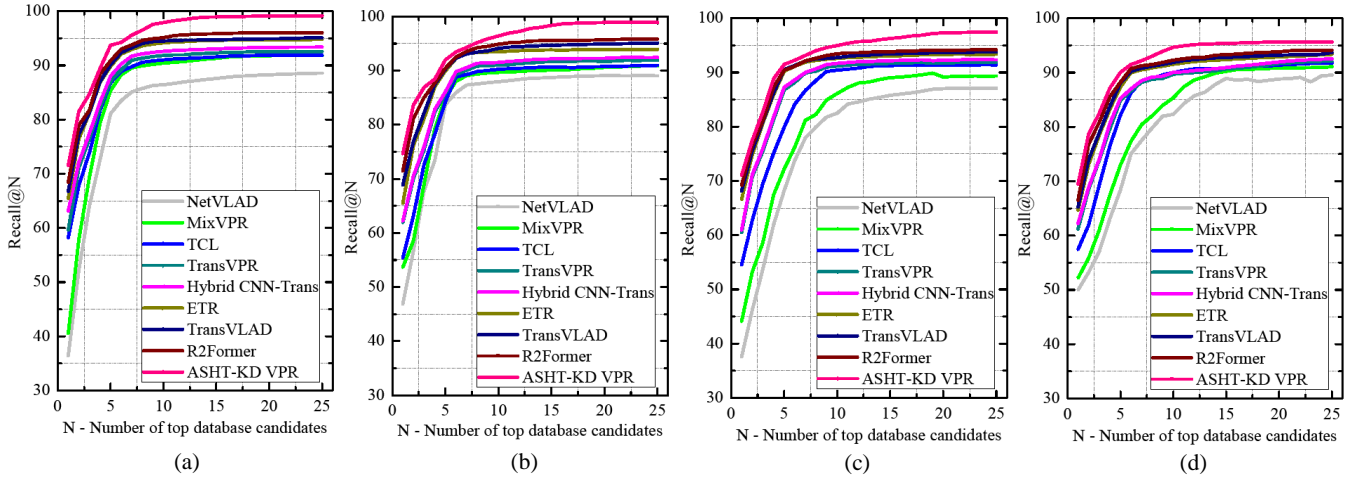 Recall@N
100
90
80
70
60
50
40
30
NetVLAD
MixVPR
TCL
TransVPR
Hybrid CNN-Trans
ETR
TransVLAD
R2Former
ASHT-KD VPR
0 5 10 15 20 25
N - Number of top database candidates
(a)
Recall@N
100
90
80
70
60
50
40
30
NetVLAD
MixVPR
TCL
TransVPR
Hybrid CNN-Trans
ETR
TransVLAD
R2Former
ASHT-KD VPR
0 5 10 15 20 25
N - Number of top database candidates
(b)
Recall@N
100
90
80
70
60
50
40
30
NetVLAD
MixVPR
TCL
TransVPR
Hybrid CNN-Trans
ETR
TransVLAD
R2Former
ASHT-KD VPR
0 5 10 15 20 25
N - Number of top database candidates
(c)
Recall@N
100
90
80
70
60
50
40
30
NetVLAD
MixVPR
TCL
TransVPR
Hybrid CNN-Trans
ETR
TransVLAD
R2Former
ASHT-KD VPR
0 5 10 15 20 25
N - Number of top database candidates
(d)